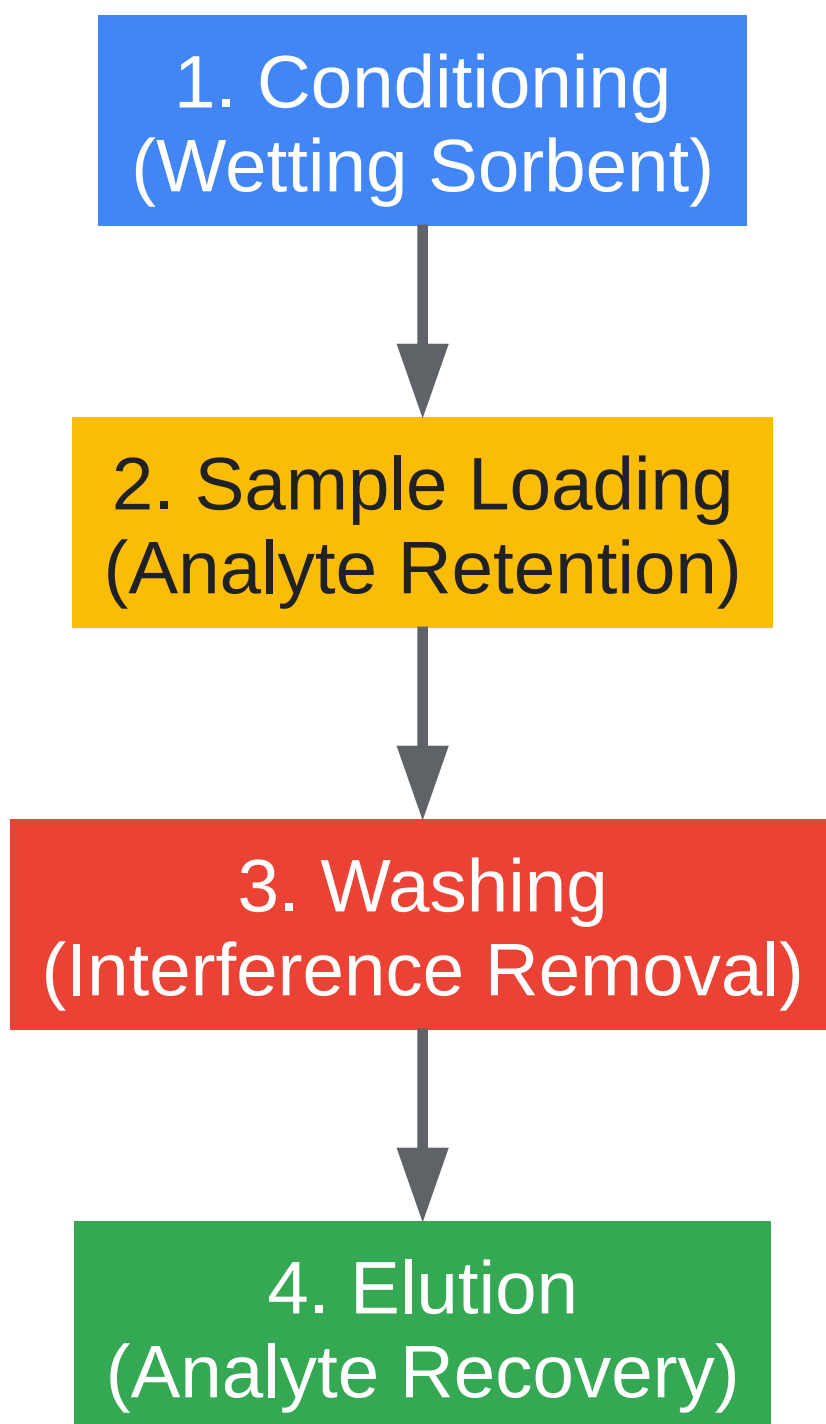 1. Conditioning
(Wetting Sorbent)
2. Sample Loading
(Analyte Retention)
3. Washing
(Interference Removal)
4. Elution
(Analyte Recovery)